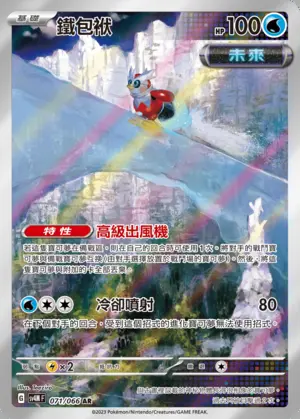 基礎 鐵包袱 HP 100
未來
特性 高級出風機
若這隻寶可夢在備戰區,則在自己的回合時可使用1次。將對手的戰鬥寶
可夢與備戰寶可夢互換(由對手選擇放置於戰鬥場的寶可夢)。然後,將這
隻寶可夢與附加的卡全部丟棄。
冷卻噴射 80
在下個對手的回合,受到這個招式的進化寶可夢無法使用招式。
×2
G sv4M F 071/066 AR
©2023 Pokémon/Nintendo/Creatures/GAME FREAK.